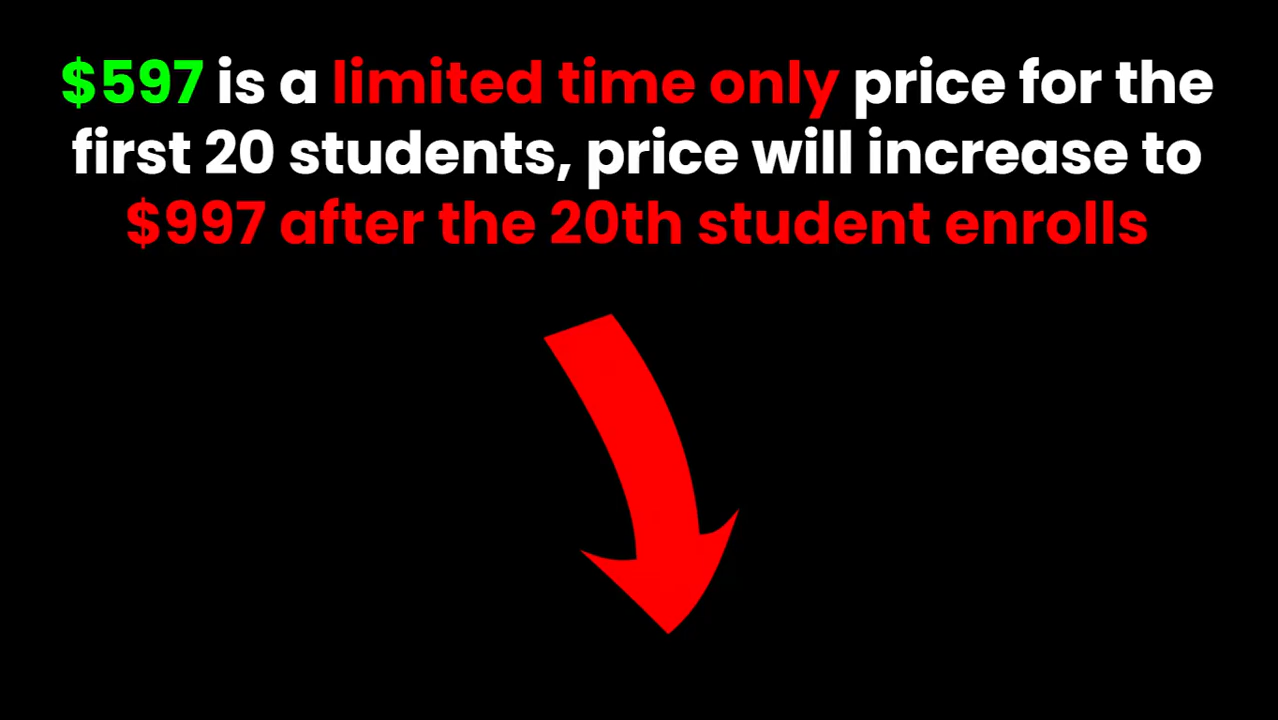 $597 is a limited time only price for the
first 20 students, price will increase to
$997 after the 20th student enrolls